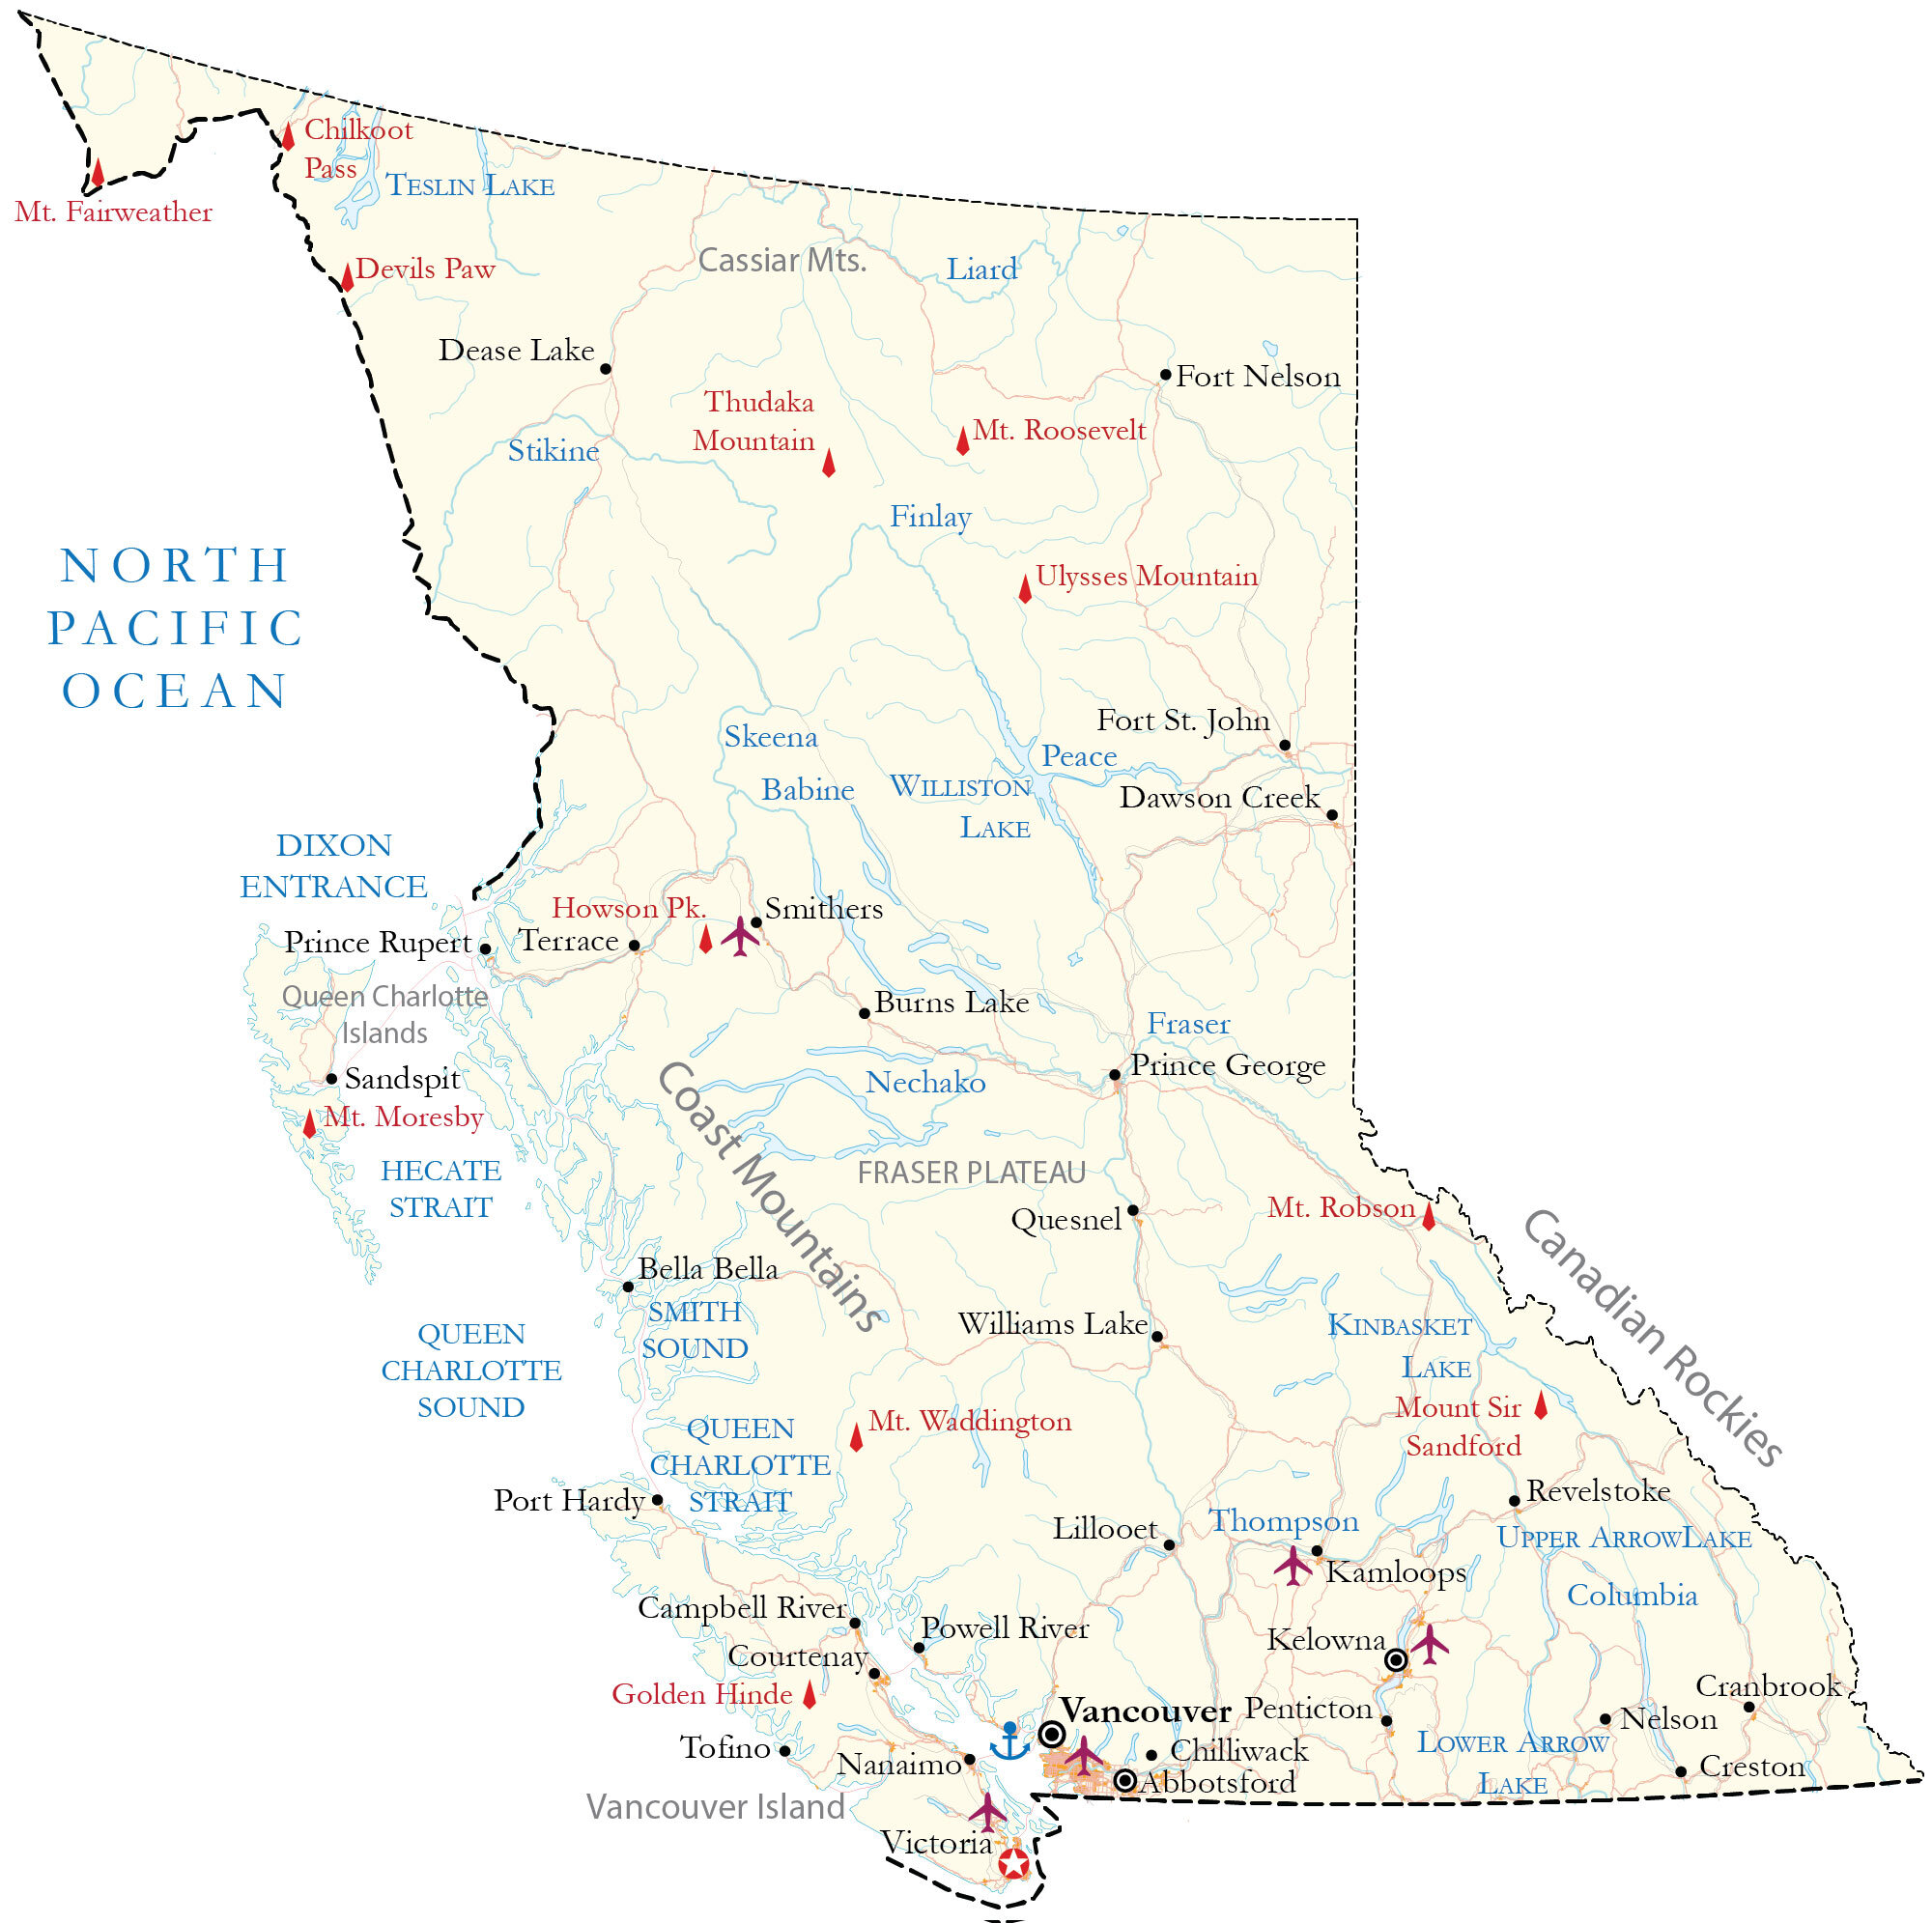 Chilkoot
Pass
TESLIN LAKE
Mt. Fairweather
Devils Paw
Cassiar Mts.
Liard
Dease Lake
Fort Nelson
Thudaka
Mountain
Mt. Roosevelt
Stikine
Finlay
NORTH
PACIFIC
OCEAN
Ulysses Mountain
Fort St. John
Skeena
Peace
Babine
WILLISTON
LAKE
Dawson Creek
DIXON
ENTRANCE
Howson Pk.
Smithers
Prince Rupert
Terrace
Queen Charlotte
Islands
Burns Lake
Fraser
Prince George
Sandspit
Nechako
Mt. Moresby
Coast Mountains
HECATE
STRAIT
FRASER PLATEAU
Mt. Robson
Quesnel
Canadian Rockies
Bella Bella
SMITH
SOUND
QUEEN
CHARLOTTE
SOUND
Williams Lake
KINBASKET
LAKE
Mount Sir
Sandford
Mt. Waddington
QUEEN
CHARLOTTE
STRAIT
Port Hardy
Revelstoke
Lillooet
Thompson
UPPER ARROWLAKE
Kamloops
Columbia
Campbell River
Powell River
Kelowna
Courtenay
Golden Hinde
Cranbrook
Vancouver
Penticton
Nelson
Tofino
Nanaimo
Chilliwack
LOWER ARROW
LAKE
Abbotsford
Creston
Vancouver Island
Victoria